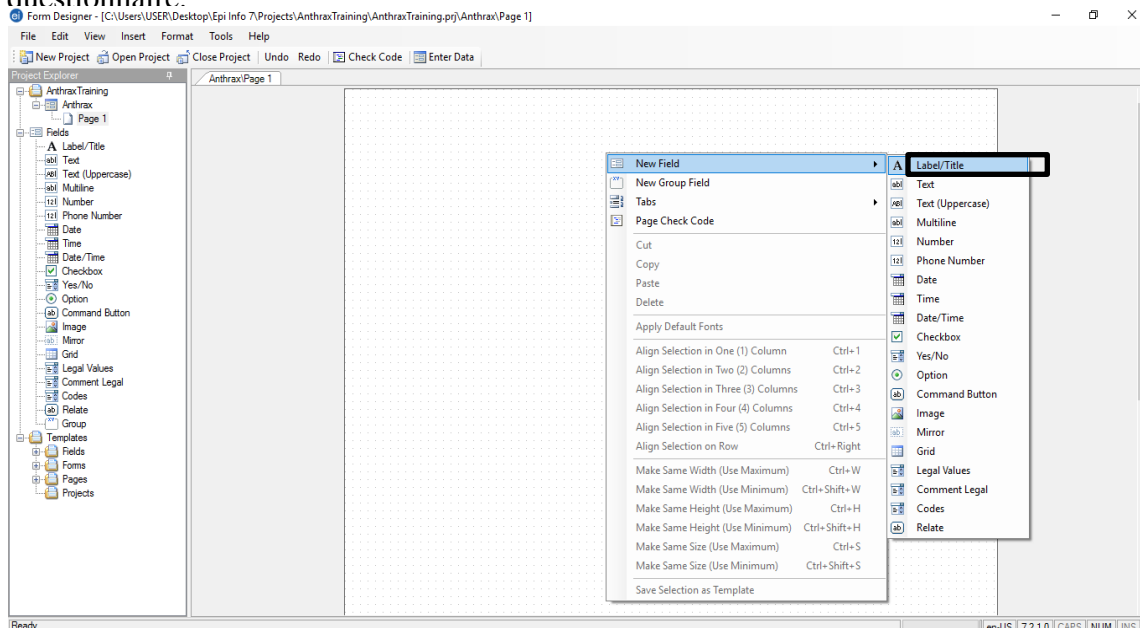 questionnaire.
Form Designer - [C:\Users\USER\Desktop\Epi Info 7\Projects\AnthraxTraining\AnthraxTraining.prj\Anthrax\Page 1]
File Edit View Insert Format Tools Help
New Project Open Project Close Project Undo Redo Check Code Enter Data
Project Explorer
Anthrax\Page 1
AnthraxTraining
Anthrax
Page 1
Fields
Label/Title
Text
Text (Uppercase)
Multiline
Number
Phone Number
Date
Time
Date/Time
Checkbox
Yes/No
Option
Command Button
Image
Mirror
Grid
Legal Values
Comment Legal
Codes
Relate
Group
Templates
Fields
Forms
Pages
Projects
New Field
New Group Field
Tabs
Page Check Code
Cut
Copy
Paste
Delete
Apply Default Fonts
Align Selection in One (1) Column Ctrl+1
Align Selection in Two (2) Columns Ctrl+2
Align Selection in Three (3) Columns Ctrl+3
Align Selection in Four (4) Columns Ctrl+4
Align Selection in Five (5) Columns Ctrl+5
Align Selection on Row Ctrl+Right
Make Same Width (Use Maximum) Ctrl+W
Make Same Width (Use Minimum) Ctrl+Shift+W
Make Same Height (Use Maximum) Ctrl+H
Make Same Height (Use Minimum) Ctrl+Shift+H
Make Same Size (Use Maximum) Ctrl+S
Make Same Size (Use Minimum) Ctrl+Shift+S
Save Selection as Template
Label/Title
Text
Text (Uppercase)
Multiline
Number
Phone Number
Date
Time
Date/Time
Checkbox
Yes/No
Option
Command Button
Image
Mirror
Grid
Legal Values
Comment Legal
Codes
Relate
Ready en-US 7.2.1.0 CAPS NUM INS